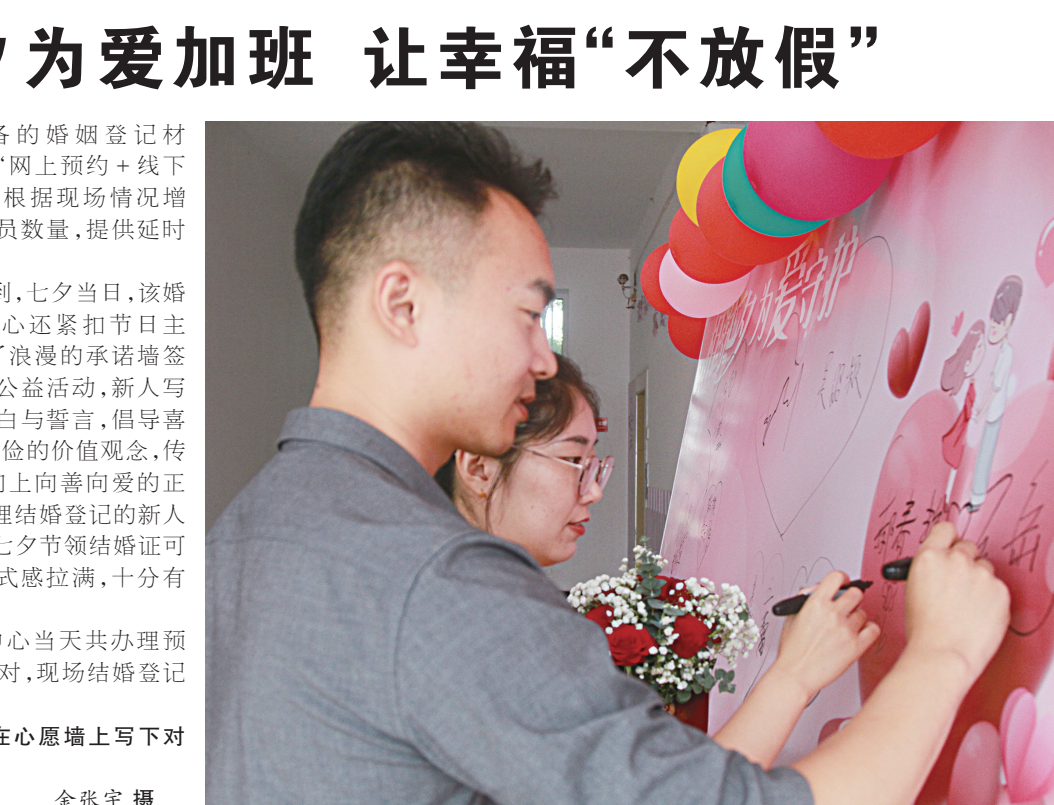 为爱加班 让幸福“不放假”
的婚姻登记材
“网上预约+线下
根据现场情况增
员数量,提供延时
到,七夕当日,该婚
心还紧扣节日主
了浪漫的承诺墙签
公益活动,新人写
白与誓言,倡导喜
俭的价值观念,传
向上向善向爱的正
理结婚登记的新人
七夕节领结婚证可
式感拉满,十分有
中心当天共办理预
对,现场结婚登记
在心愿墙上写下对
金张宇 摄
为爱守护